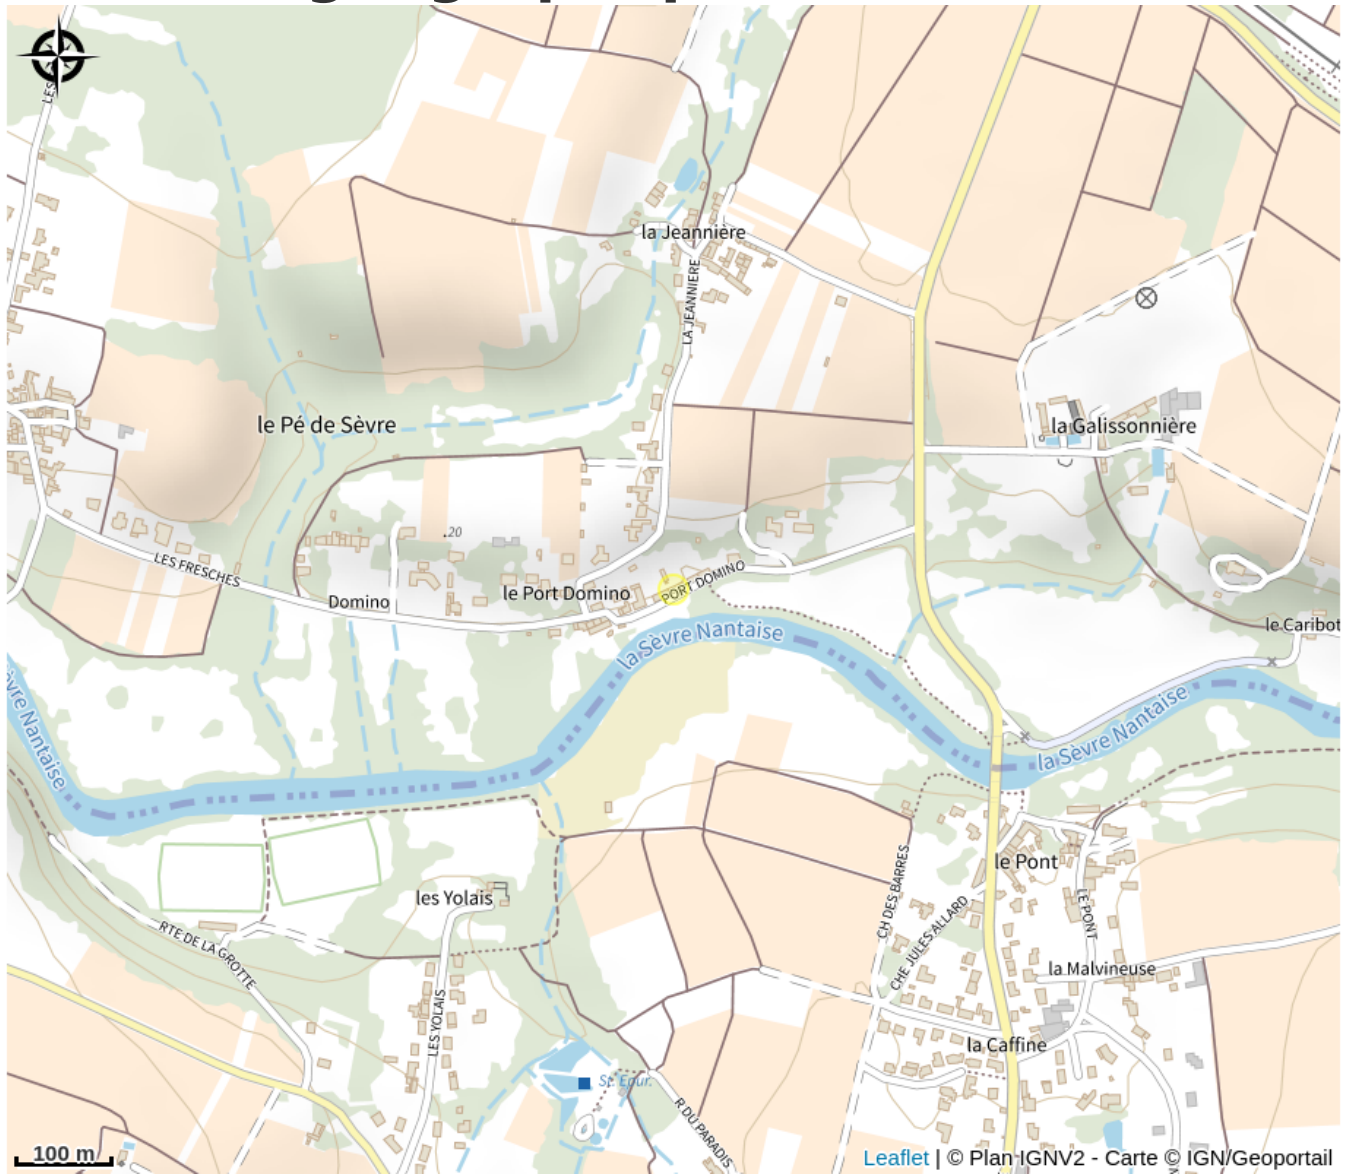 LES
la Jeannière
LA JEANNIERE
le Pé de Sèvre
la Galissonnière
.20
LES FRESCHES
PORT DOMINO
le Port Domino
Domino
le Caribot
la Sèvre Nantaise
la Sèvre Nantaise
èvre Nantaise
le Pont
CH DES BARRES
LE PONT
les Yolais
CHE JULES ALLARD
RTE DE LA GROTTE
la Malvineuse
LES YOLAIS
la Caffine
St. Epur.
R DU PARADIS
100 m
Leaflet | © Plan IGNV2 - Carte © IGN/Geoportail